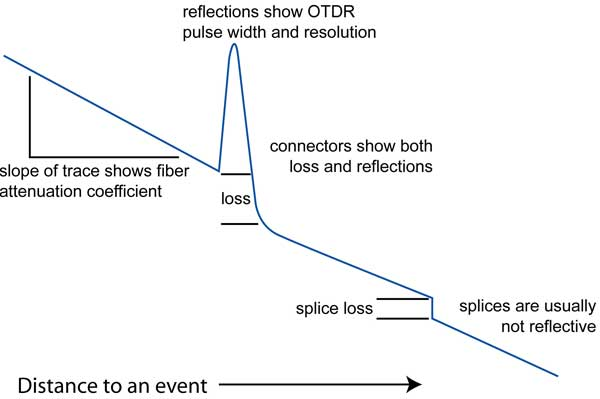 reflections show OTDR
pulse width and resolution
connectors show both
loss and reflections
slope of trace shows fiber
attenuation coefficient
loss
splice loss
splices are usually
not reflective
Distance to an event